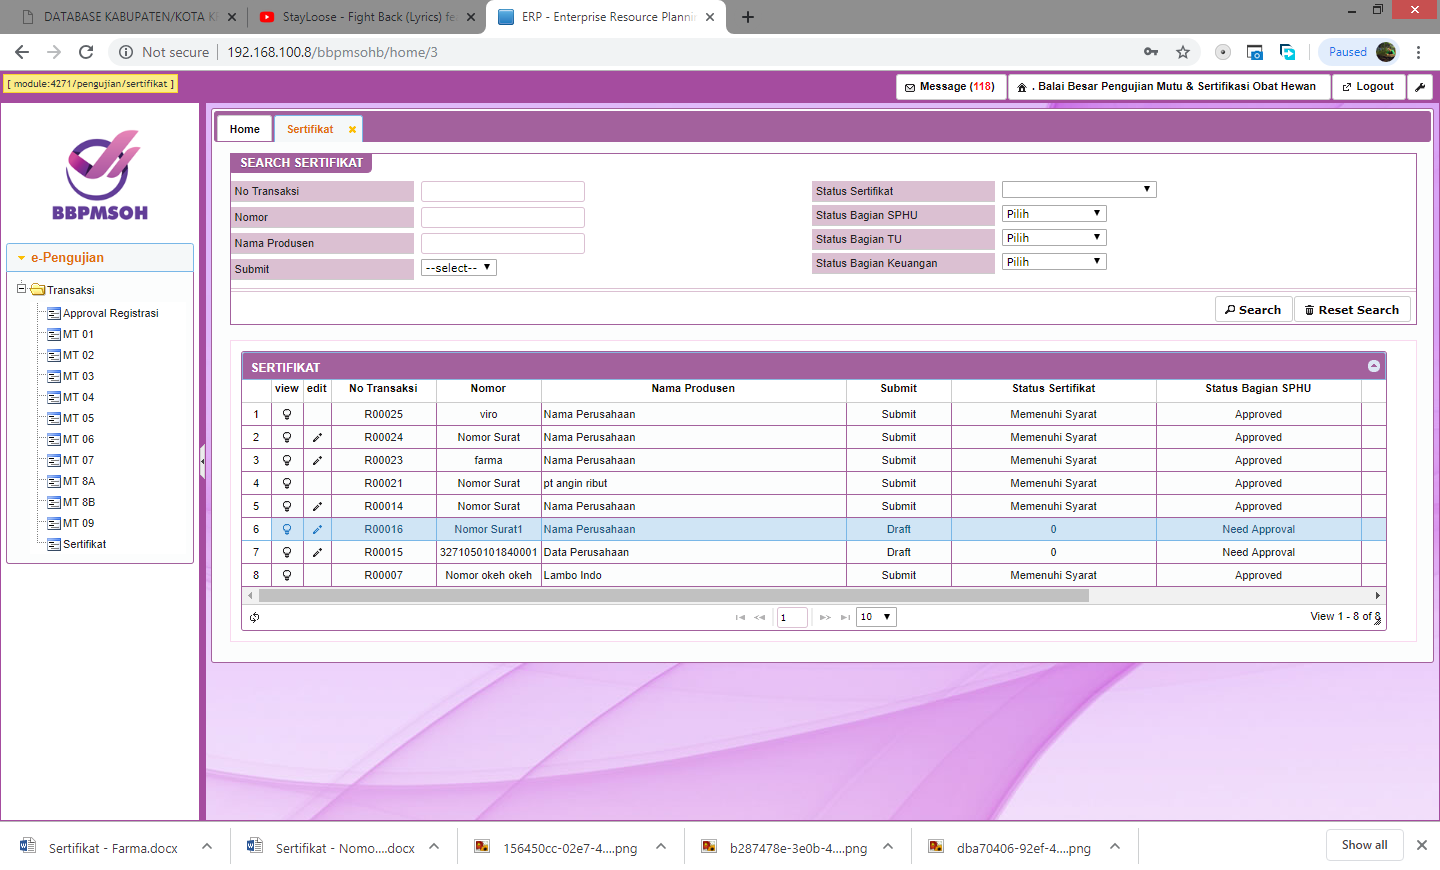 DATABASE KABUPATEN/KOTA K
StayLoose - Fight Back (Lyrics) fe
ERP - Enterprise Resource Plannin
Not secure 192.168.100.8/bbpmsohb/home/3
Paused
[ module:4271/pengujian/sertifikat ]
Message (118)
. Balai Besar Pengujian Mutu & Sertifikasi Obat Hewan
Logout
BBPMSOH
e-Pengujian
Transaksi
Approval Registrasi
MT 01
MT 02
MT 03
MT 04
MT 05
MT 06
MT 07
MT 8A
MT 8B
MT 09
Sertifikat
Home Sertifikat
SEARCH SERTIFIKAT
No Transaksi
Nomor
Nama Produsen
Submit --select--
Status Sertifikat
Status Bagian SPHU Pilih
Status Bagian TU Pilih
Status Bagian Keuangan Pilih
Search Reset Search
SERTIFIKAT
view edit No Transaksi Nomor Nama Produsen Submit Status Sertifikat Status Bagian SPHU
1 R00025 viro Nama Perusahaan Submit Memenuhi Syarat Approved
2 R00024 Nomor Surat Nama Perusahaan Submit Memenuhi Syarat Approved
3 R00023 farma Nama Perusahaan Submit Memenuhi Syarat Approved
4 R00021 Nomor Surat pt angin ribut Submit Memenuhi Syarat Approved
5 R00014 Nomor Surat Nama Perusahaan Submit Memenuhi Syarat Approved
6 R00016 Nomor Surat1 Nama Perusahaan Draft 0 Need Approval
7 R00015 3271050101840001 Data Perusahaan Draft 0 Need Approval
8 R00007 Nomor okeh okeh Lambo Indo Submit Memenuhi Syarat Approved
1 10 View 1 - 8 of 8
Sertifikat - Farma.docx
Sertifikat - Nomo....docx
156450cc-02e7-4....png
b287478e-3e0b-4....png
dba70406-92ef-4....png
Show all